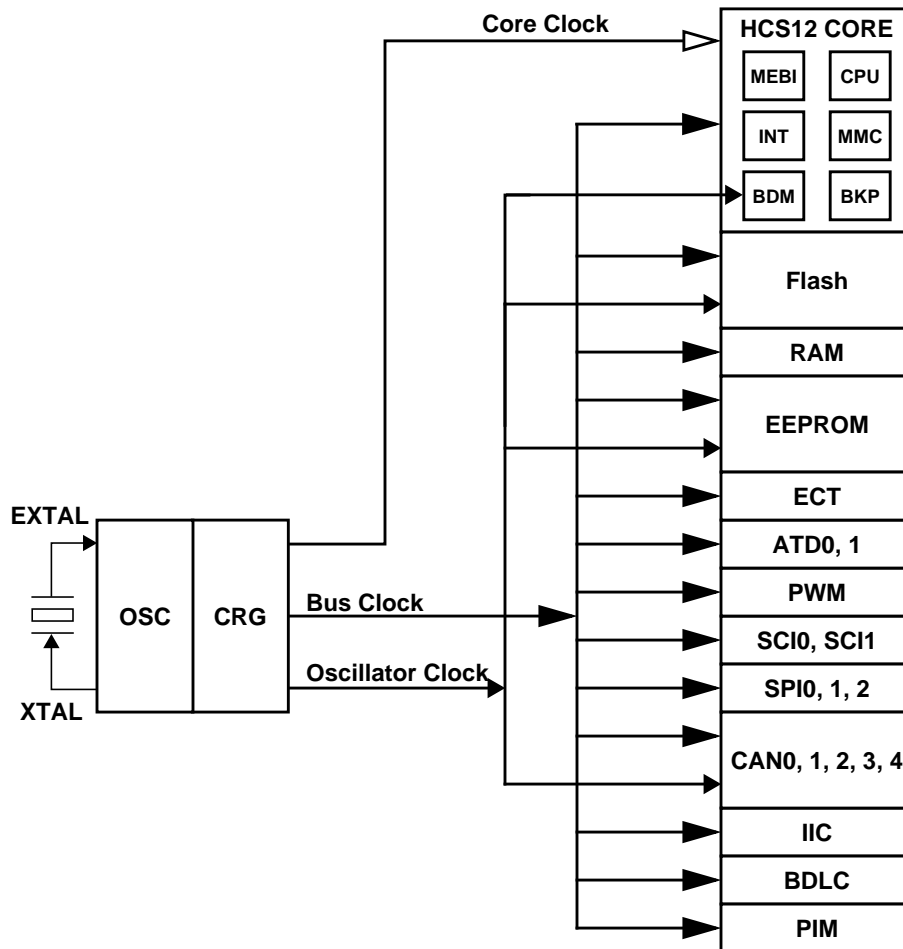 Core Clock
HCS12 CORE
MEBI
CPU
INT
MMC
BDM
BKP
Flash
RAM
EEPROM
ECT
EXTAL
ATD0, 1
PWM
OSC
CRG
Bus Clock
SCI0, SCI1
Oscillator Clock
SPI0, 1, 2
XTAL
CAN0, 1, 2, 3, 4
IIC
BDLC
PIM